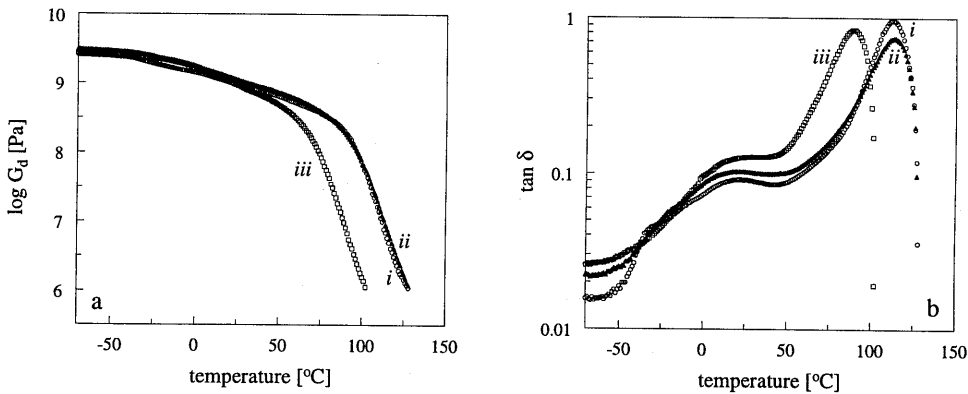 10
9
8
7
6
log G_d [Pa]
iii
ii
i
a
-50 0 50 100 150
temperature [°C]
1
0.1
0.01
tan δ
iii
i
ii
b
-50 0 50 100 150
temperature [°C]